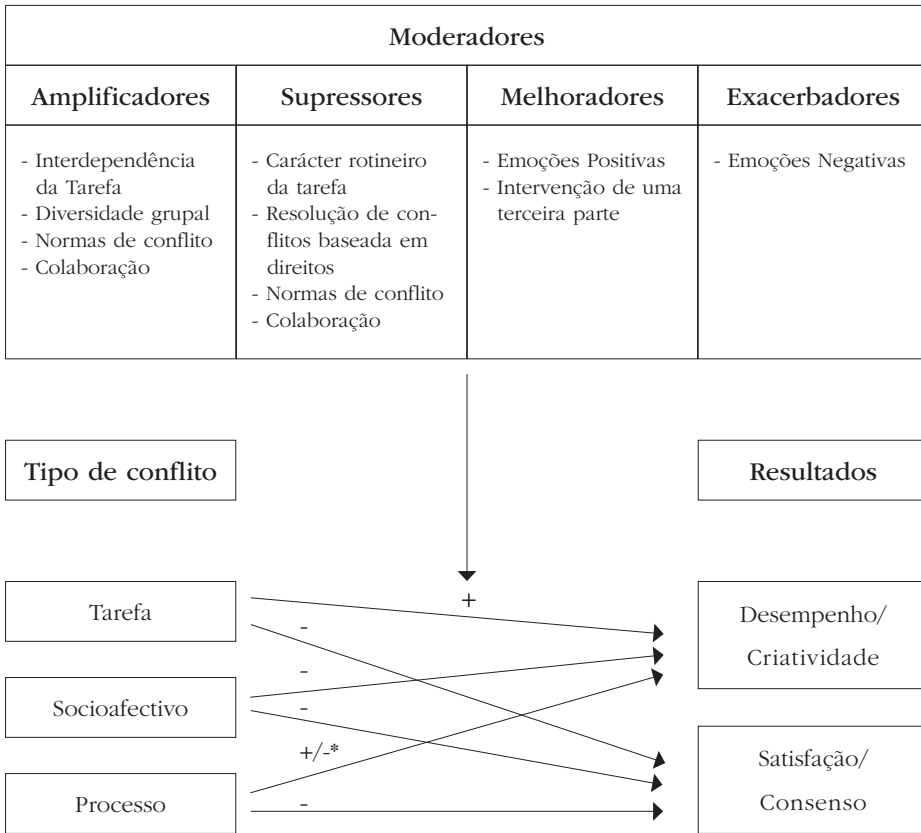 Moderadores
Amplificadores
- Interdependência
da Tarefa
- Diversidade grupal
- Normas de conflito
- Colaboração
Supressores
- Carácter rotineiro
da tarefa
- Resolução de con-
flitos baseada em
direitos
- Normas de conflito
- Colaboração
Melhoradores
- Emoções Positivas
- Intervenção de uma
terceira parte
Exacerbadores
- Emoções Negativas
Tipo de conflito
Resultados
Tarefa
Socioafectivo
Processo
+
-
-
-
+/-*
-
Desempenho/
Criatividade
Satisfação/
Consenso